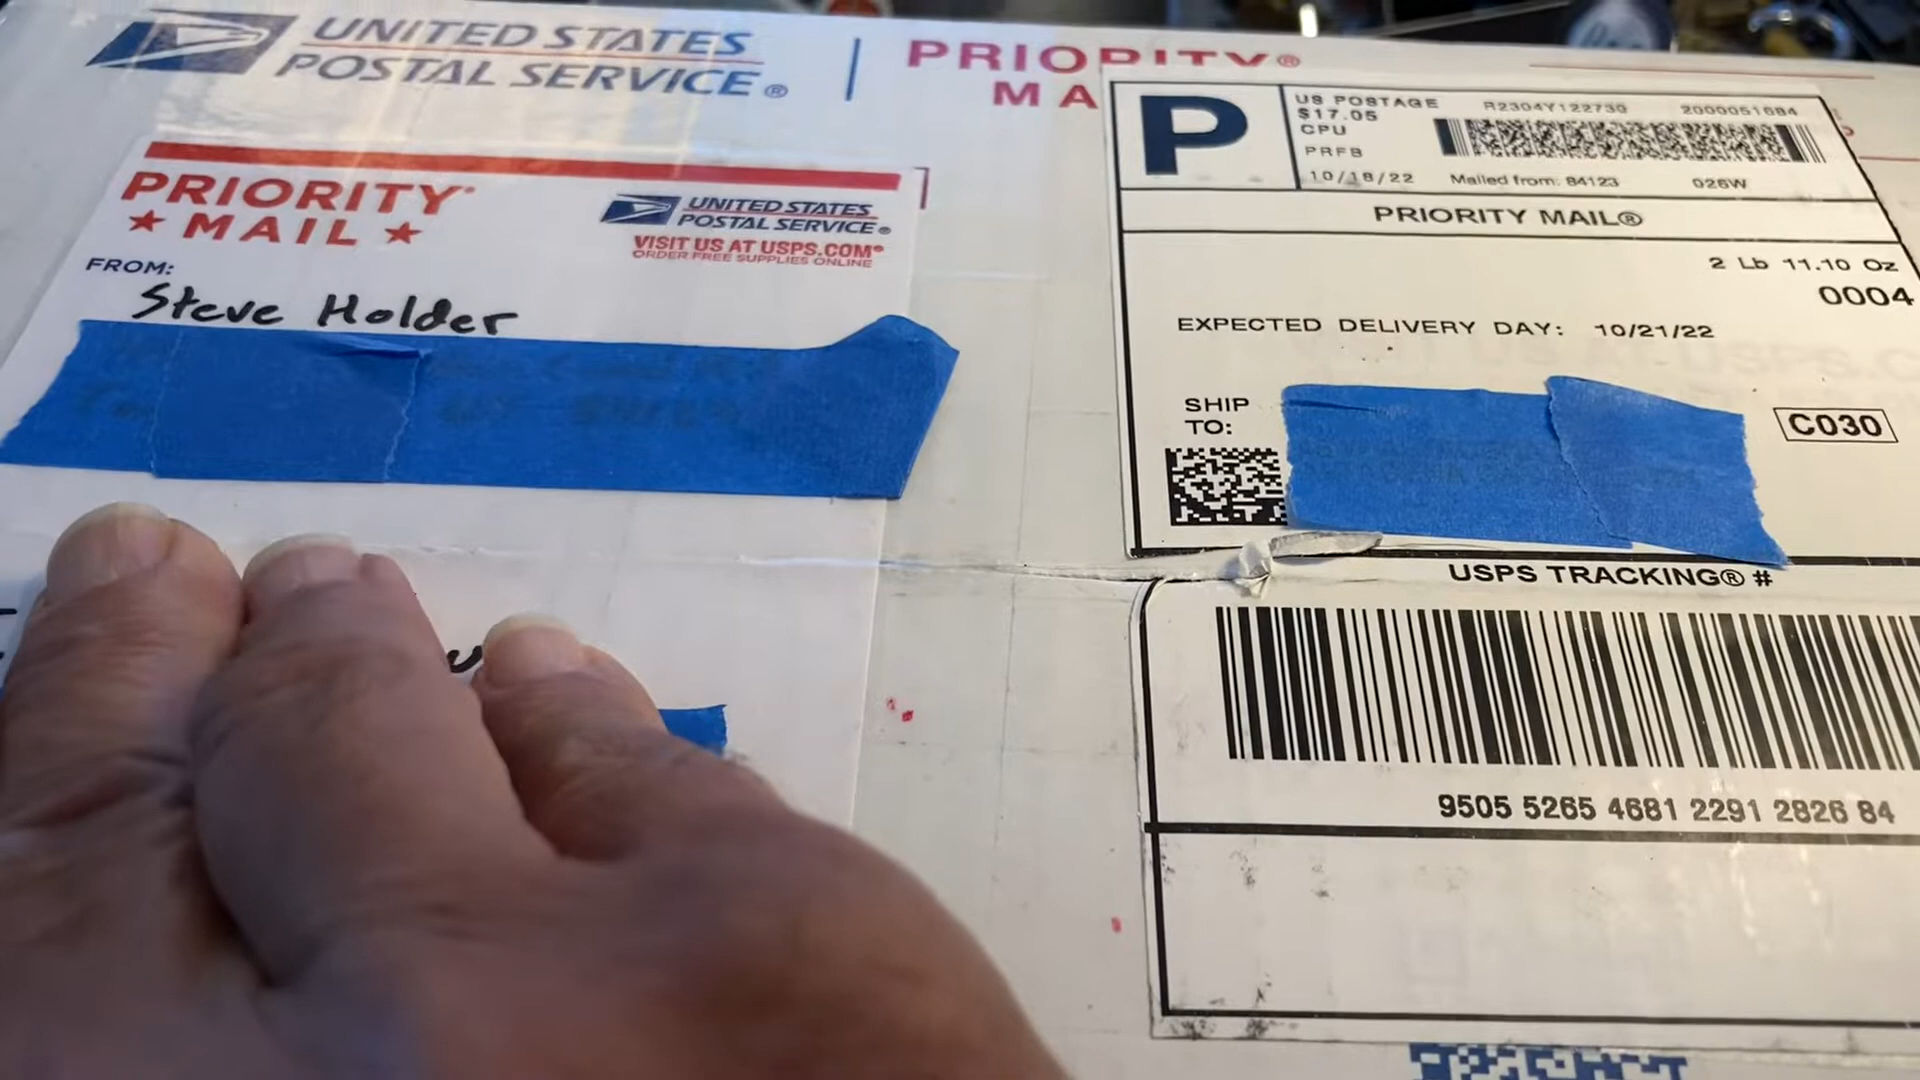 UNITED STATES
POSTAL SERVICE®
PRIORITY®
MA
PRIORITY®
★ MAIL ★
UNITED STATES
POSTAL SERVICE®
VISIT US AT USPS.COM®
ORDER FREE SUPPLIES ONLINE
FROM:
Steve Holder
P
US POSTAGE
$17.05
CPU
PRFB
10/18/22
R2304Y122730
2000051694
Mailed from: 84123
026W
PRIORITY MAIL®
2 Lb 11.10 Oz
0004
EXPECTED DELIVERY DAY: 10/21/22
SHIP
TO:
C030
USPS TRACKING® #
9505 5265 4681 2291 2826 84